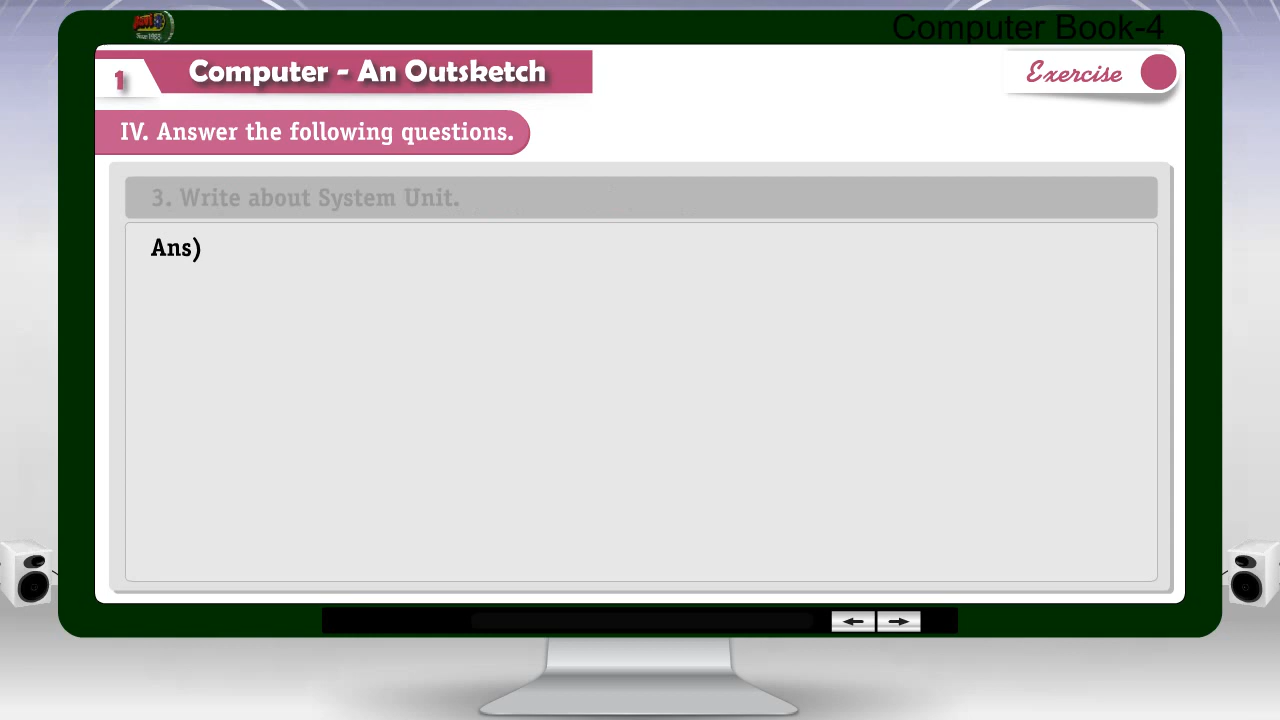 Computer Book-4
1 Computer - An Outsketch
Exercise
IV. Answer the following questions.
3. Write about System Unit.
Ans)